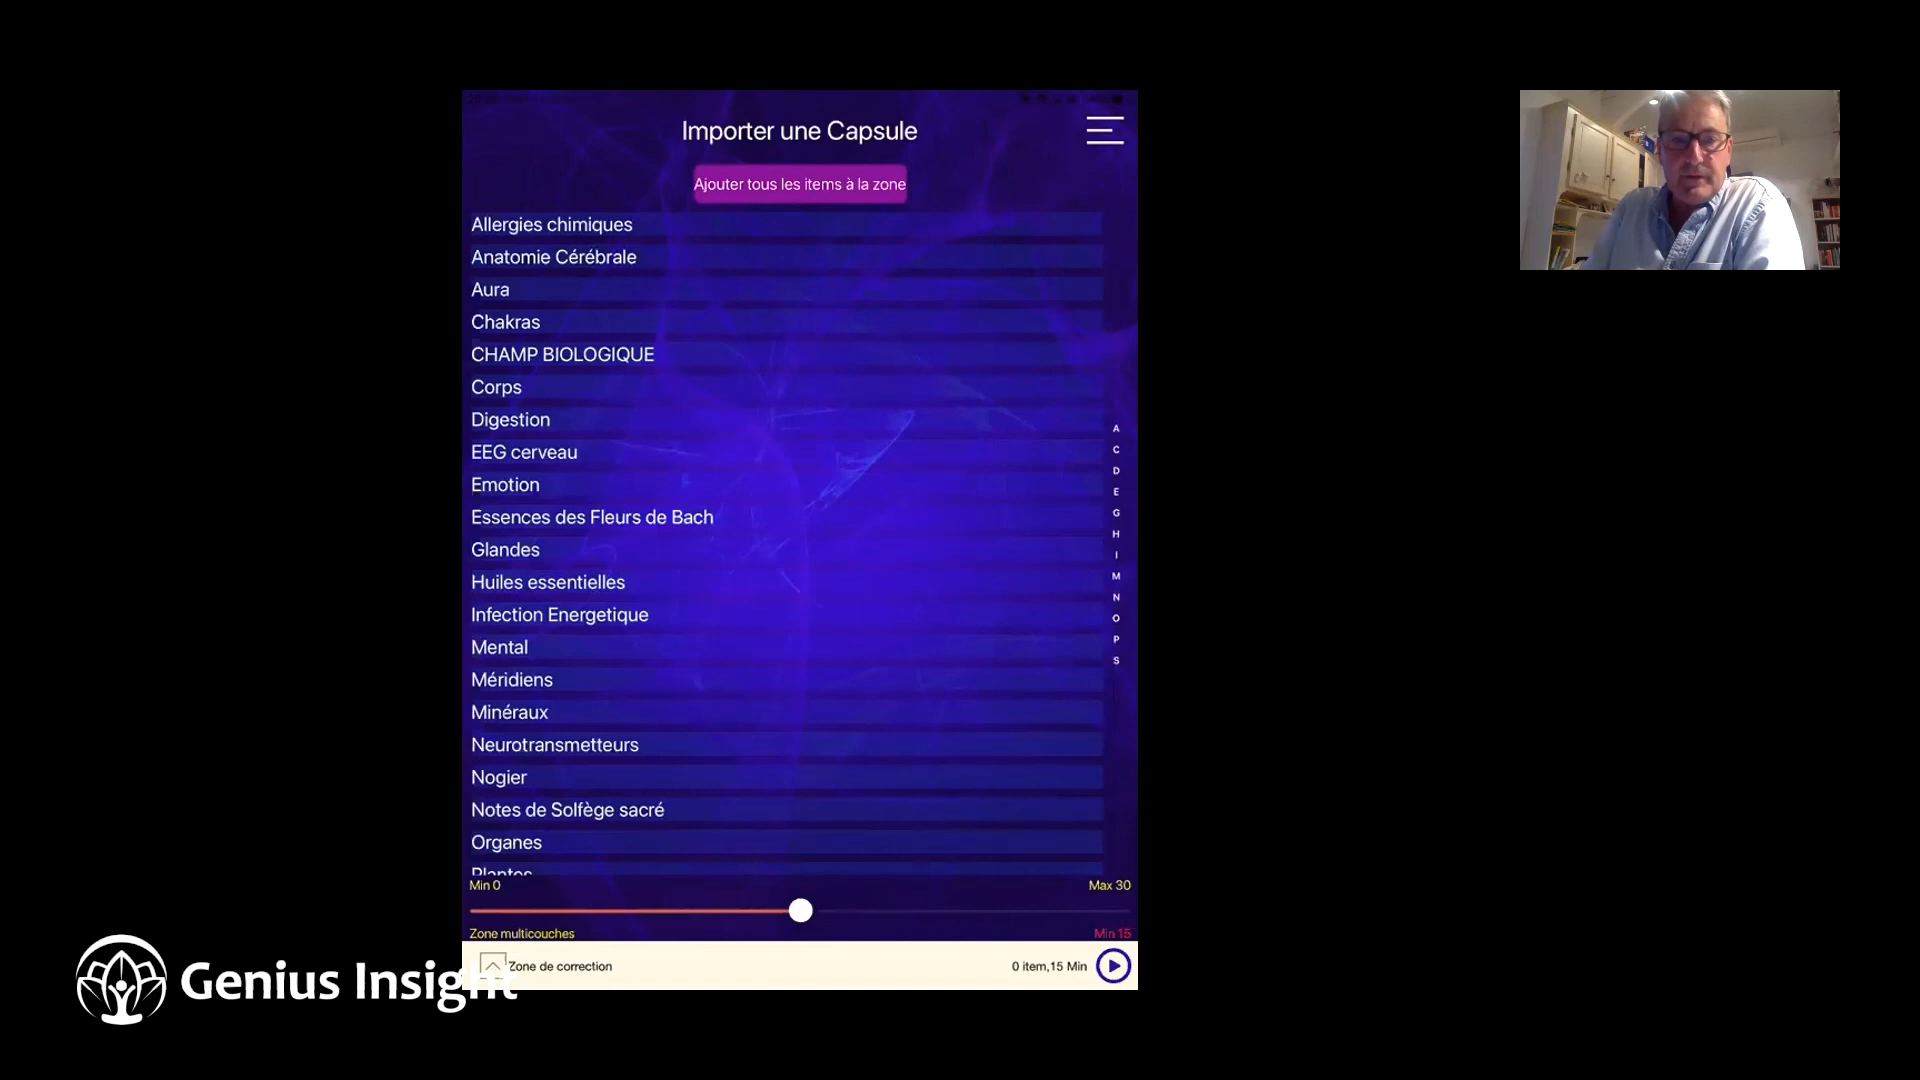 Importer une Capsule
Ajouter tous les items à la zone
Allergies chimiques
Anatomie Cérébrale
Aura
Chakras
CHAMP BIOLOGIQUE
Corps
Digestion
EEG cerveau
Emotion
Essences des Fleurs de Bach
Glandes
Huiles essentielles
Infection Energetique
Mental
Méridiens
Minéraux
Neurotransmetteurs
Nogier
Notes de Solfège sacré
Organes
Plantes
A
C
D
E
G
H
I
M
N
O
P
S
Min 0
Max 30
Zone multicouches
Min 15
Zone de correction
0 item,15 Min
Genius Insight